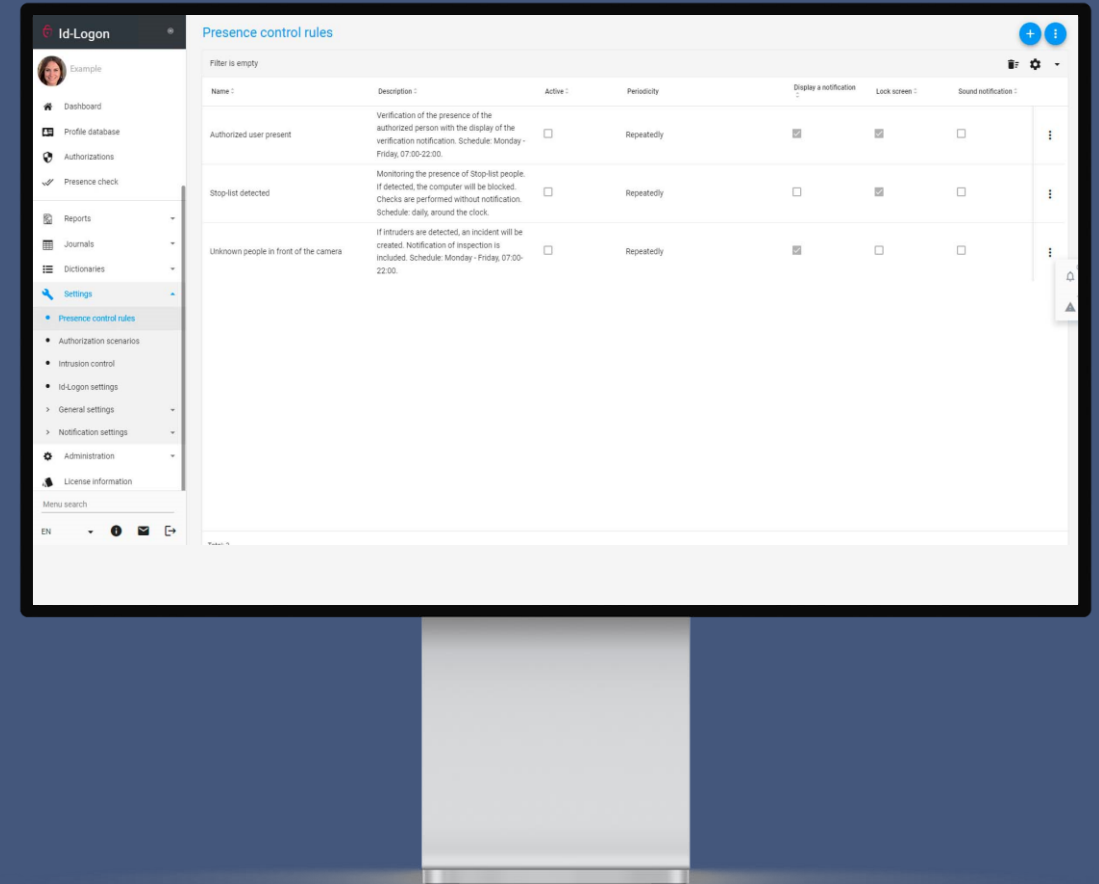 Id-Logon
Example
Dashboard
Profile database
Authorizations
Presence check
Reports
Journals
Dictionaries
Settings
Presence control rules
Authorization scenarios
Intrusion control
Id-Logon settings
General settings
Notification settings
Administration
License information
Menu search
EN
Presence control rules
Filter is empty
Name Description Active Periodicity Display a notification Lock screen Sound notification
Authorized user present
Verification of the presence of the
authorized person with the display of the
verification notification. Schedule: Monday -
Friday, 07:00-22:00.
Repeatedly
Stop-list detected
Monitoring the presence of Stop-list people.
If detected, the computer will be blocked.
Checks are performed without notification.
Schedule: daily, around the clock.
Repeatedly
Unknown people in front of the camera
If intruders are detected, an incident will be
created. Notification of inspection is
included. Schedule: Monday - Friday, 07:00-
22:00.
Repeatedly